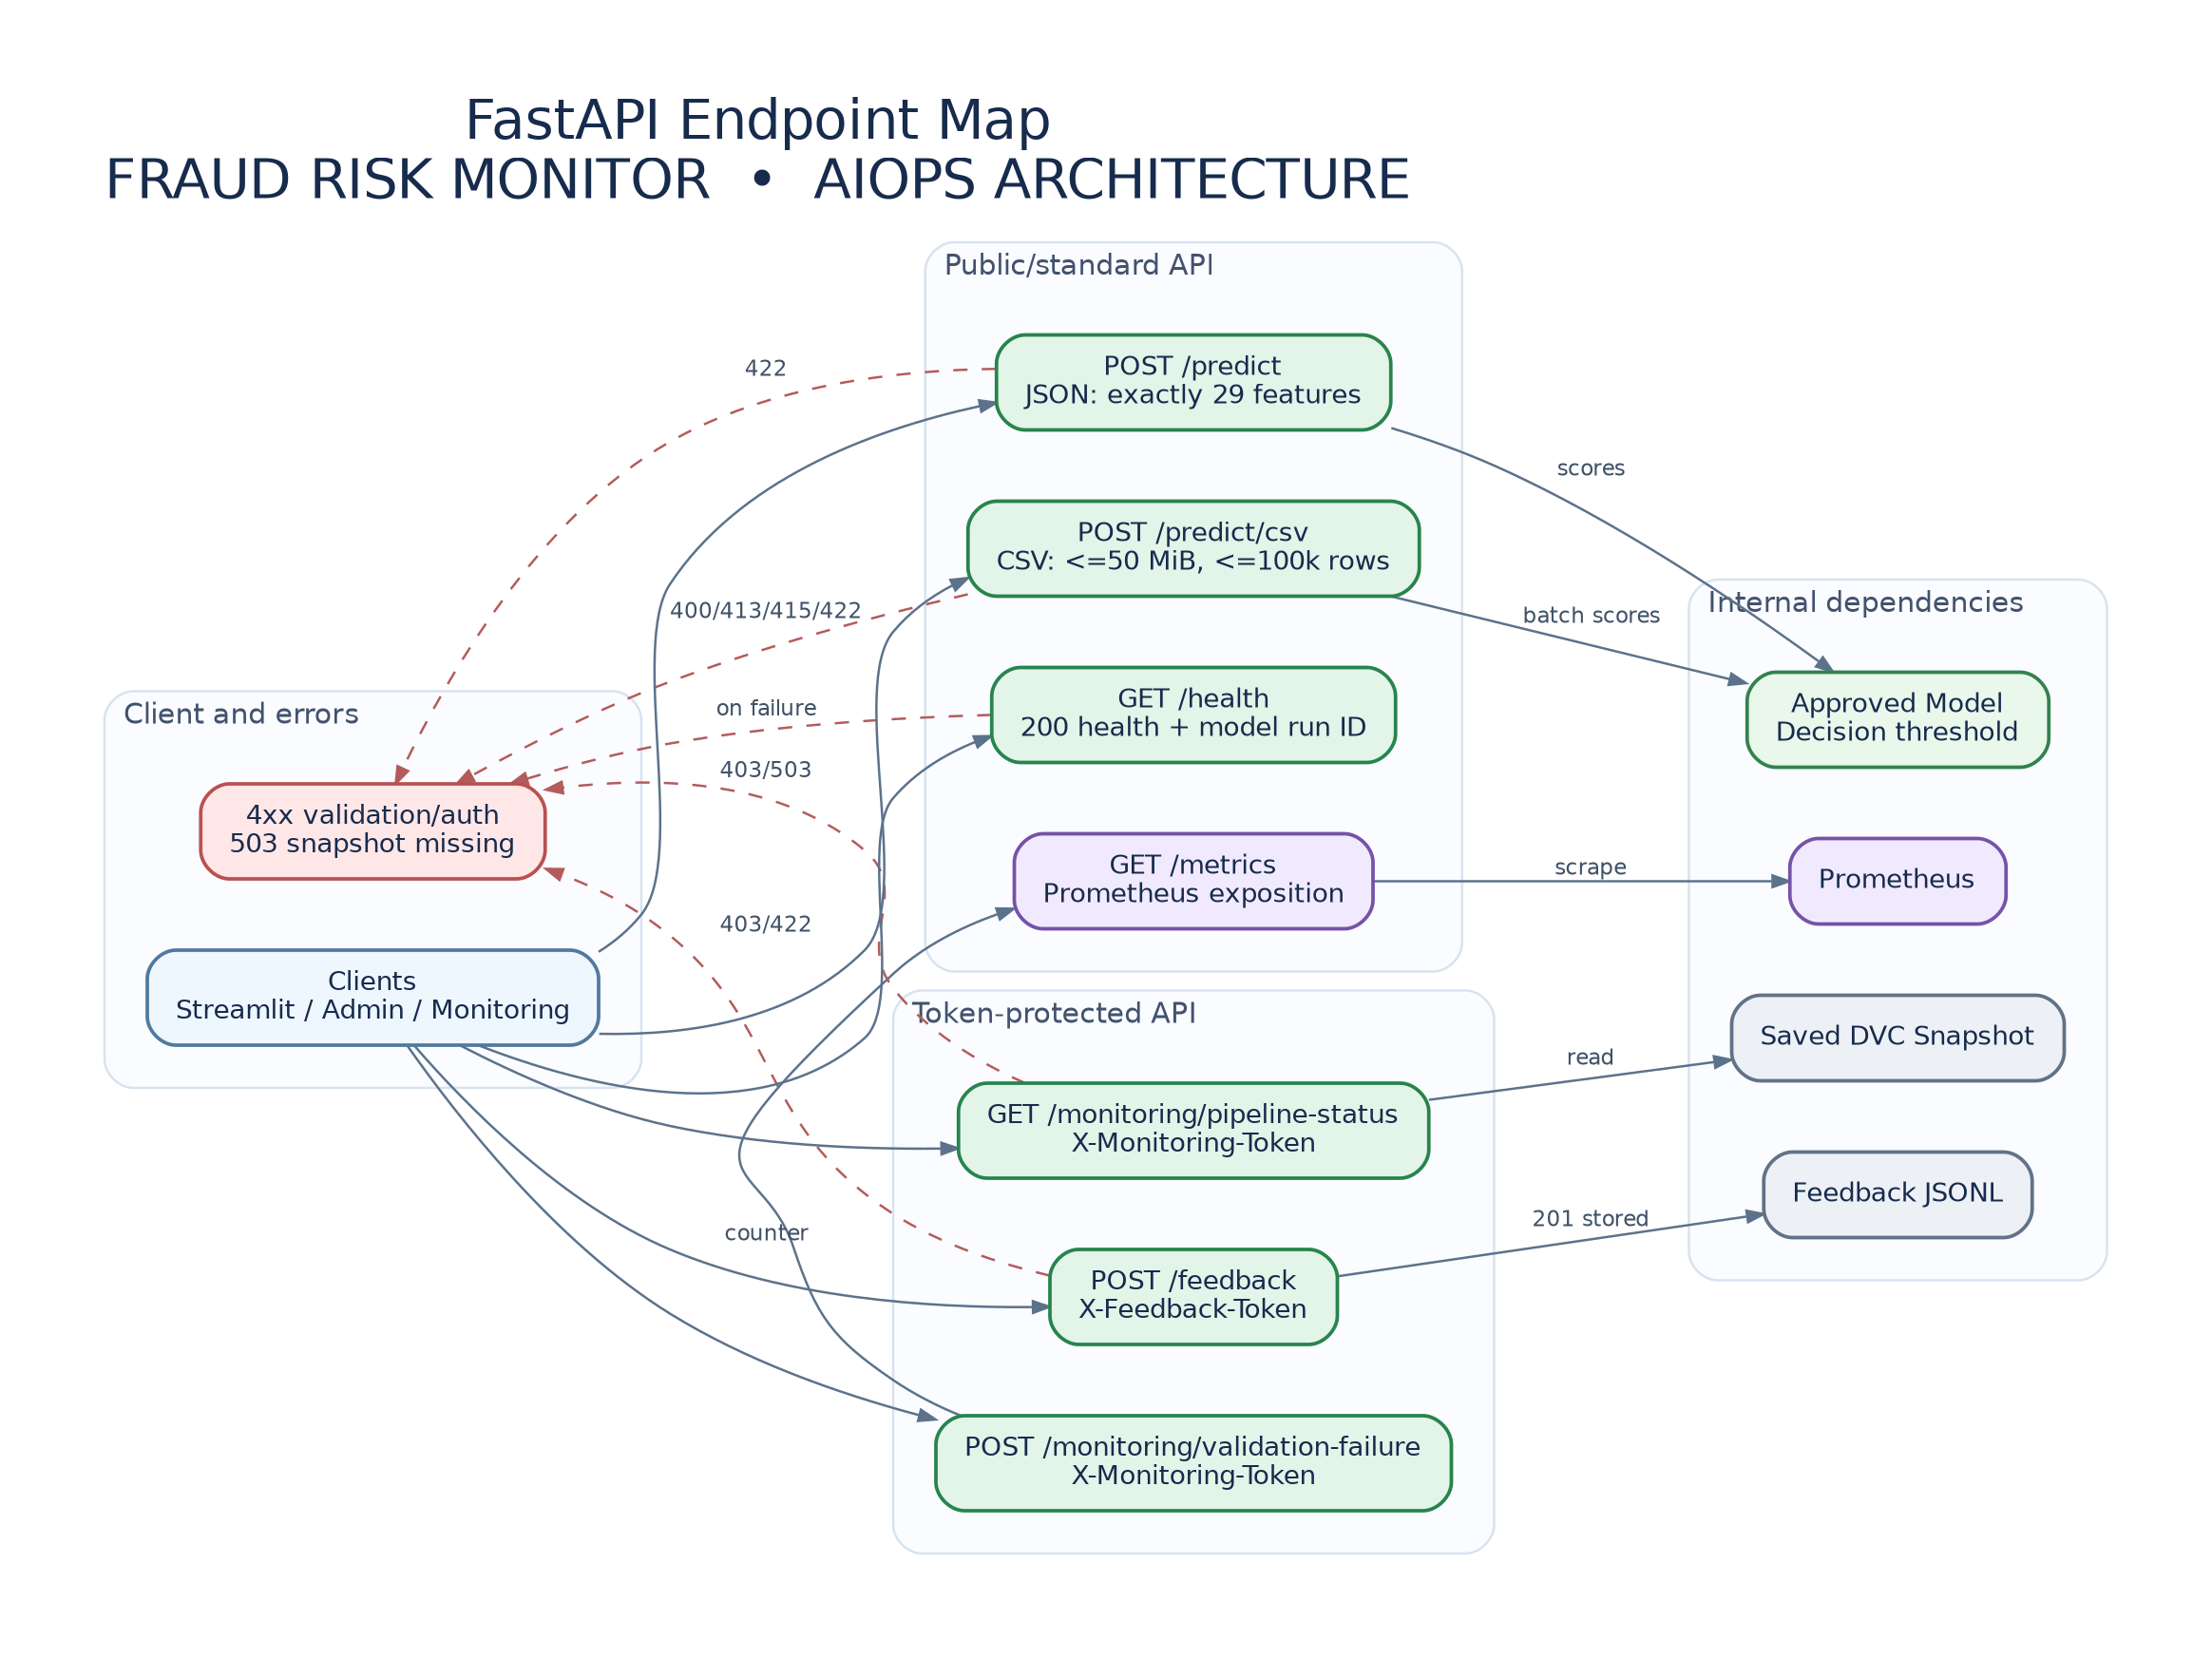 FastAPI Endpoint Map
FRAUD RISK MONITOR • AIOPS ARCHITECTURE
Public/standard API
POST /predict
JSON: exactly 29 features
422
scores
POST /predict/csv
CSV: <=50 MiB, <=100k rows
400/413/415/422
batch scores
Internal dependencies
GET /health
200 health + model run ID
on failure
Approved Model
Decision threshold
Client and errors
403/503
4xx validation/auth
503 snapshot missing
GET /metrics
Prometheus exposition
scrape
Prometheus
403/422
Clients
Streamlit / Admin / Monitoring
Token-protected API
Saved DVC Snapshot
read
GET /monitoring/pipeline-status
X-Monitoring-Token
Feedback JSONL
201 stored
counter
POST /feedback
X-Feedback-Token
POST /monitoring/validation-failure
X-Monitoring-Token